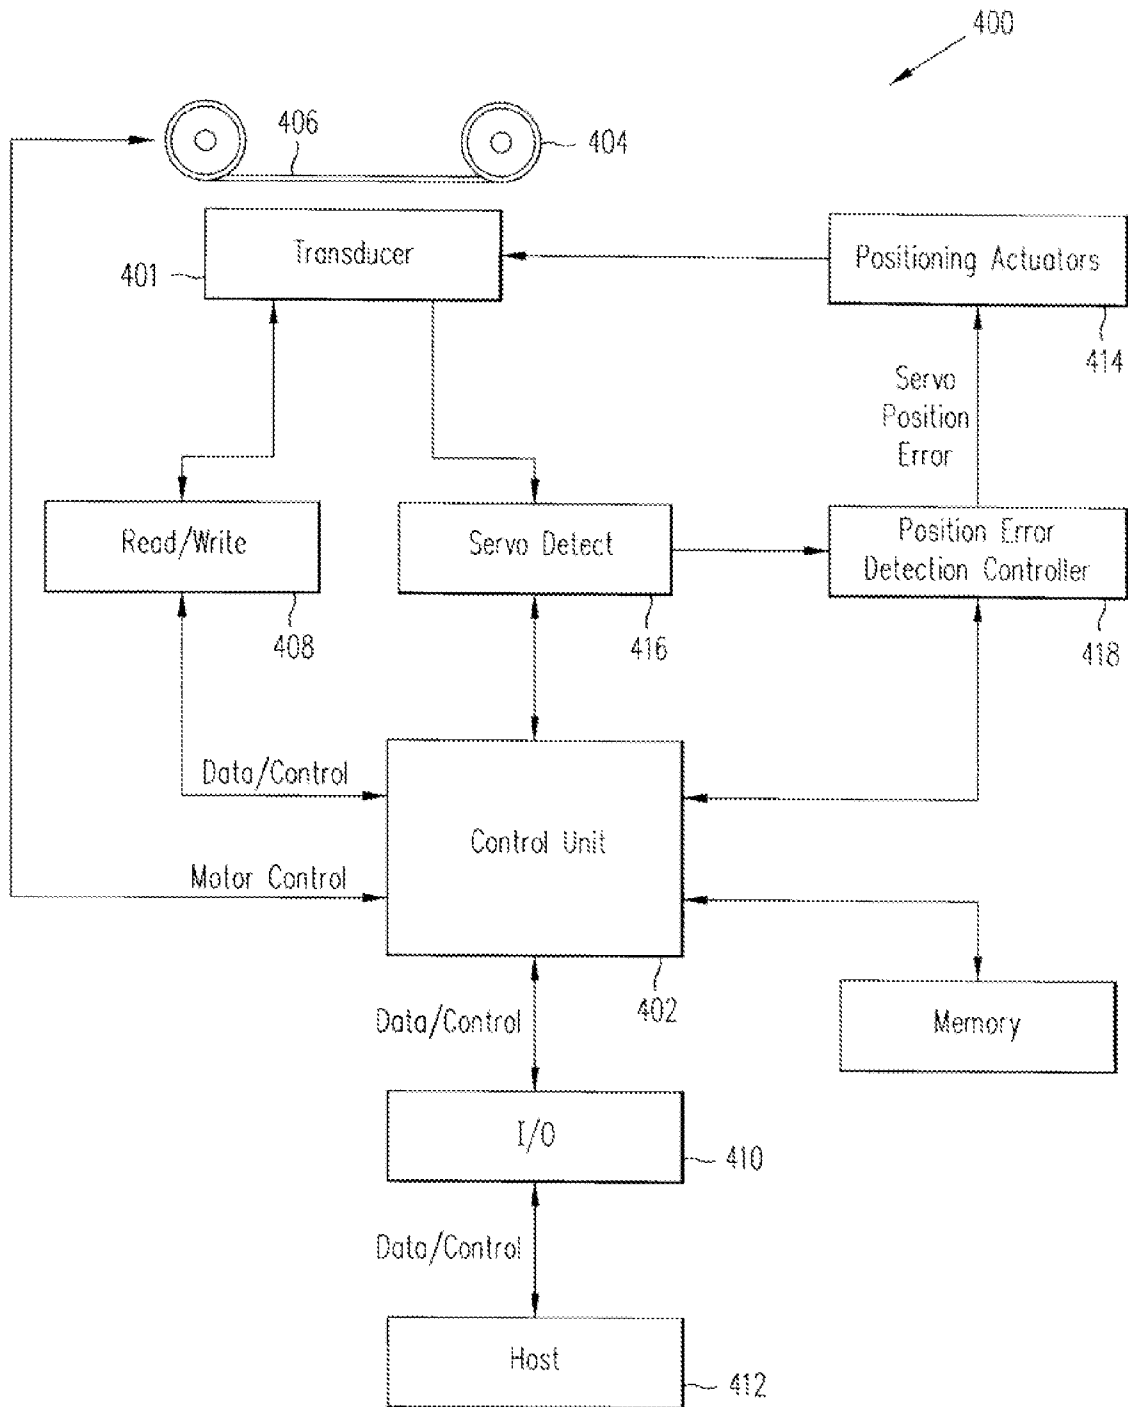 400
406
404
Transducer
401
Positioning Actuators
414
Servo
Position
Error
Read/Write
408
Servo Detect
416
Position Error
Detection Controller
418
Data/Control
Motor Control
Control Unit
402
Memory
Data/Control
I/O
410
Data/Control
Host
412